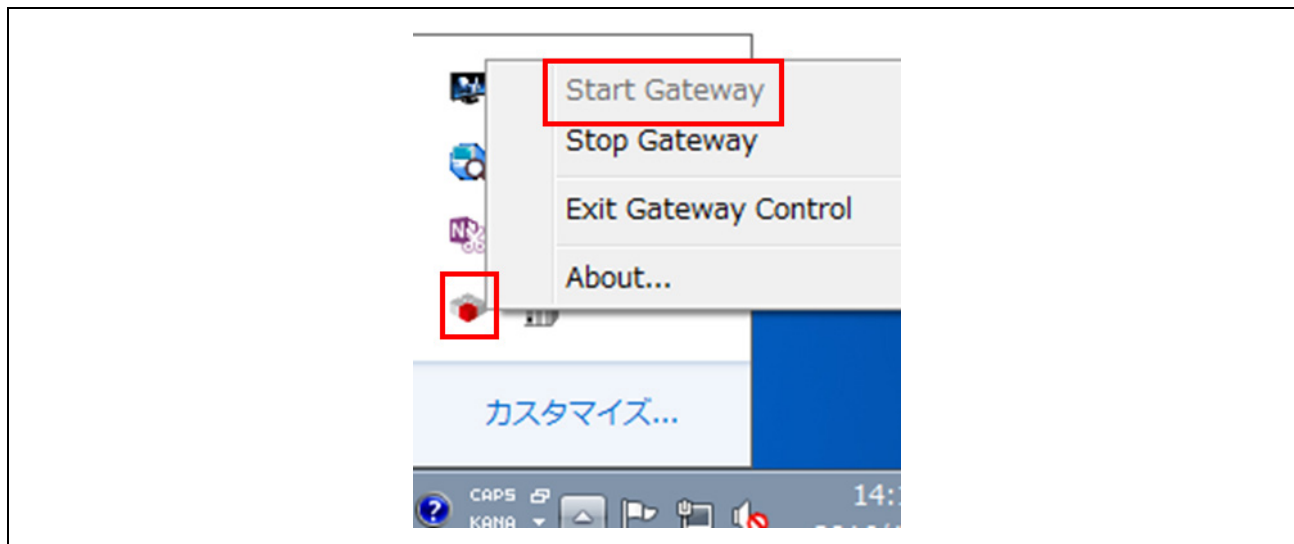 Start Gateway
Stop Gateway
Exit Gateway Control
About...
カスタマイズ...
CAPS
KANA
14: